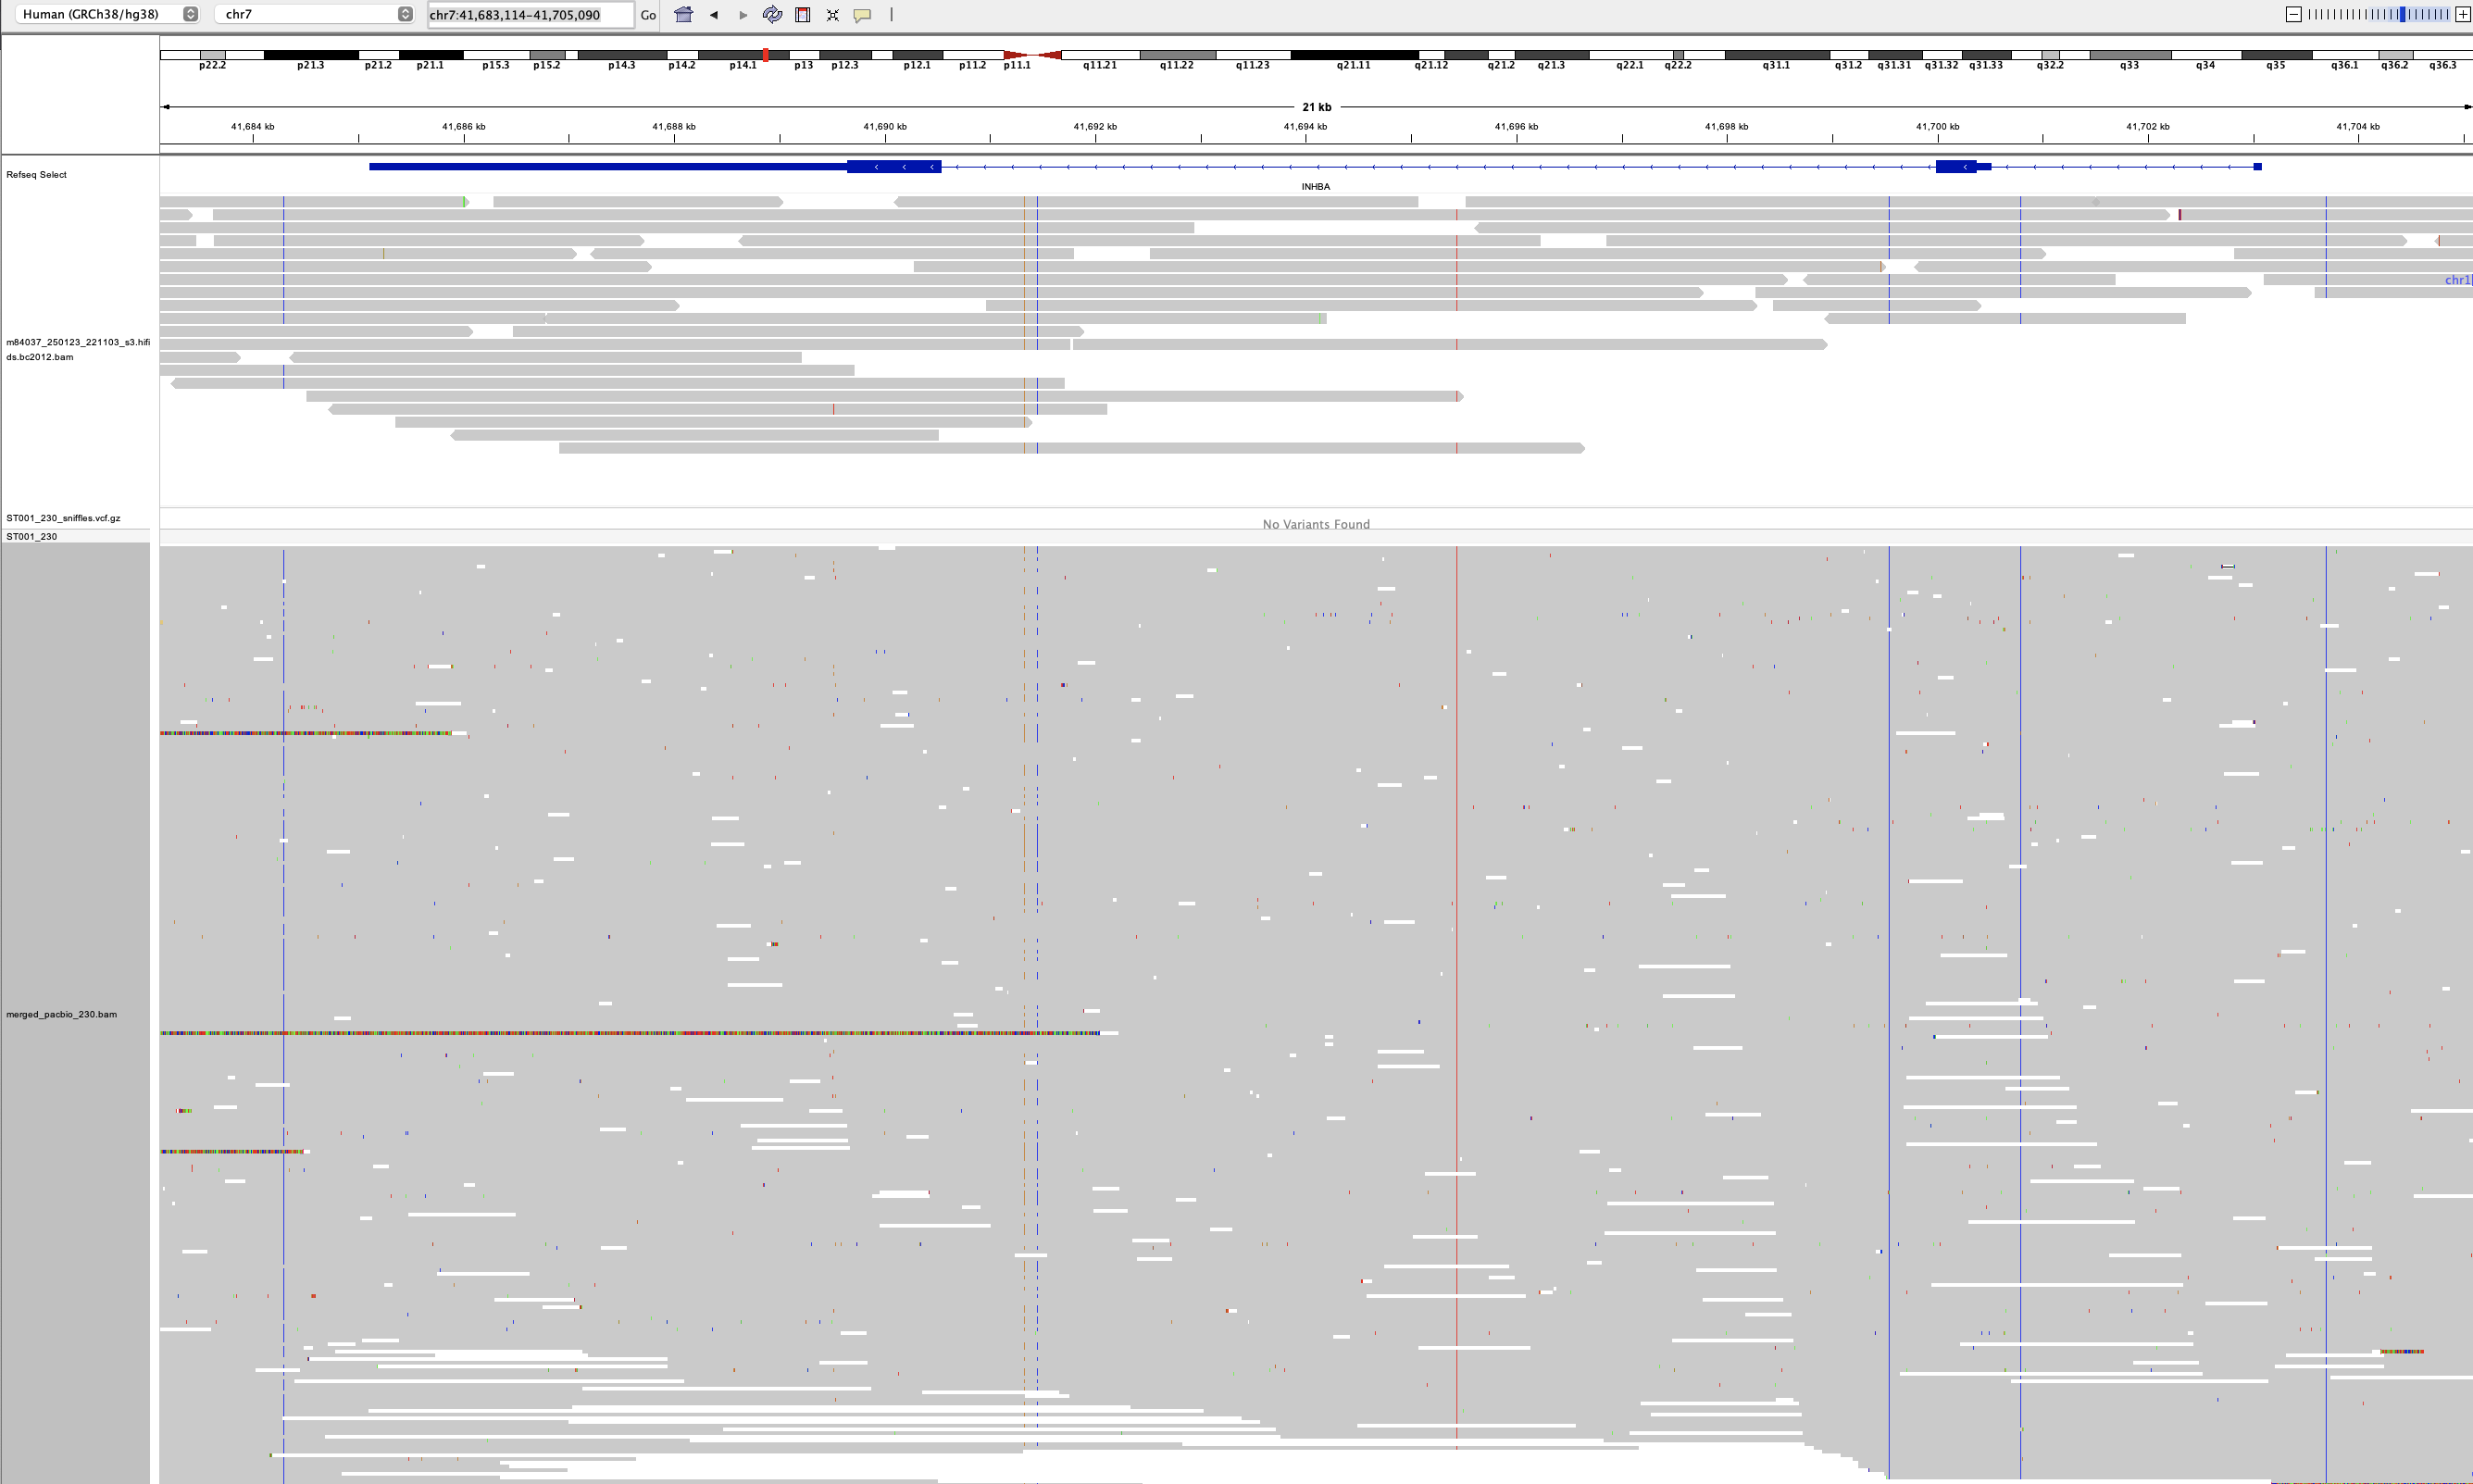 Human (GRCh38/hg38) chr7 chr7:41,683,114-41,705,090 Go
p22.2 p21.3 p21.2 p21.1 p15.3 p15.2 p14.3 p14.2 p14.1 p13 p12.3 p12.1 p11.2 p11.1 q11.21 q11.22 q11.23 q21.11 q21.12 q21.2 q21.3 q22.1 q22.2 q31.1 q31.2 q31.31 q31.32 q31.33 q32.2 q33 q34 q35 q36.1 q36.2 q36.3
21 kb
41,684 kb 41,686 kb 41,688 kb 41,690 kb 41,692 kb 41,694 kb 41,696 kb 41,698 kb 41,700 kb 41,702 kb 41,704 kb
Refseq Select
INHBA
chr1
m84037_250123_221103_s3.hifi
ds.bc2012.bam
ST001_230_sniffles.vcf.gz
No Variants Found
ST001_230
merged_pacbio_230.bam